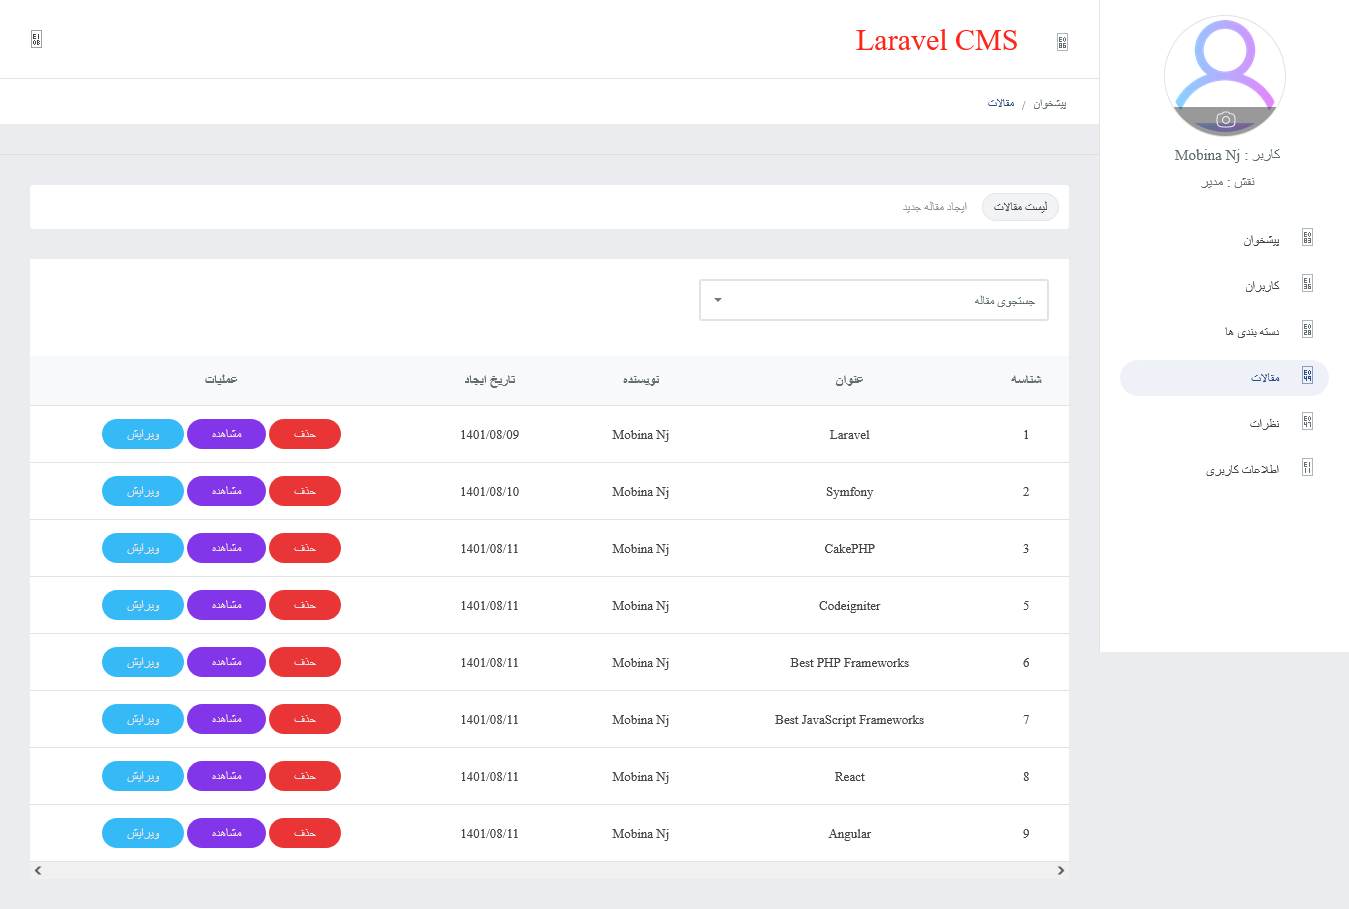 Laravel CMS
پیشخوان / مقالات
کاربر : Mobina Nj
نقش : مدیر
پیشخوان
کاربران
دسته بندی ها
مقالات
نظرات
اطلاعات کاربری
لیست مقالات ایجاد مقاله جدید
جستجوی مقاله
شناسه عنوان نویسنده تاریخ ایجاد عملیات
1 Laravel Mobina Nj 1401/08/09 حذف مشاهده ویرایش
2 Symfony Mobina Nj 1401/08/10 حذف مشاهده ویرایش
3 CakePHP Mobina Nj 1401/08/11 حذف مشاهده ویرایش
5 Codeigniter Mobina Nj 1401/08/11 حذف مشاهده ویرایش
6 Best PHP Frameworks Mobina Nj 1401/08/11 حذف مشاهده ویرایش
7 Best JavaScript Frameworks Mobina Nj 1401/08/11 حذف مشاهده ویرایش
8 React Mobina Nj 1401/08/11 حذف مشاهده ویرایش
9 Angular Mobina Nj 1401/08/11 حذف مشاهده ویرایش